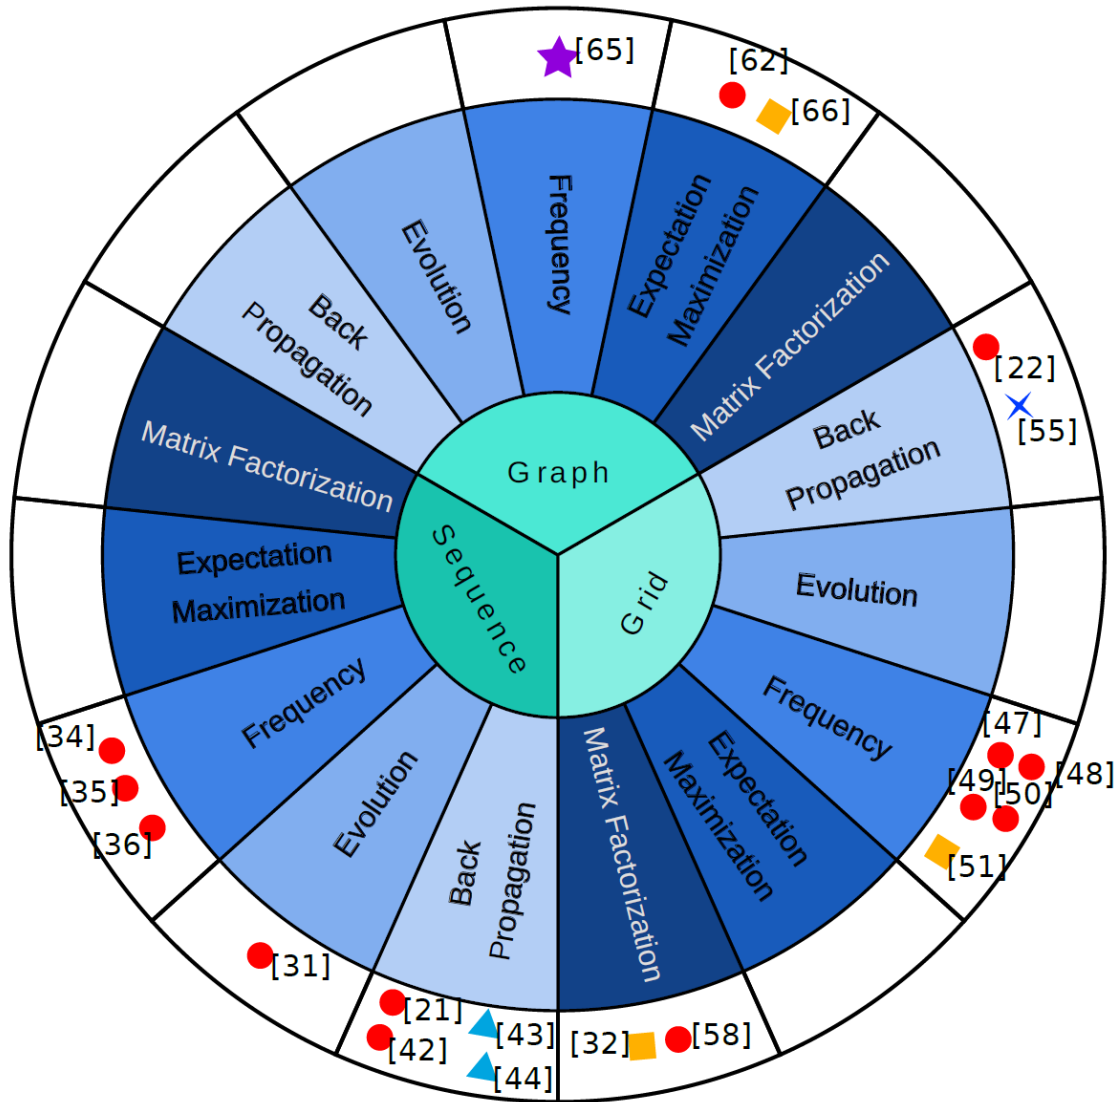 [65]
[62]
[66]
Frequency
Expectation
Maximization
Evolution
Matrix Factorization
Back
Propagation
[22]
[55]
Back
Propagation
Matrix Factorization
Graph
Sequence
Grid
Expectation
Maximization
Evolution
Frequency
Frequency
[34]
[35]
[36]
[47]
[48]
[49]
[50]
[51]
Evolution
Back
Propagation
Matrix Factorization
Expectation
Maximization
[31]
[21]
[42]
[43]
[44]
[32]
[58]